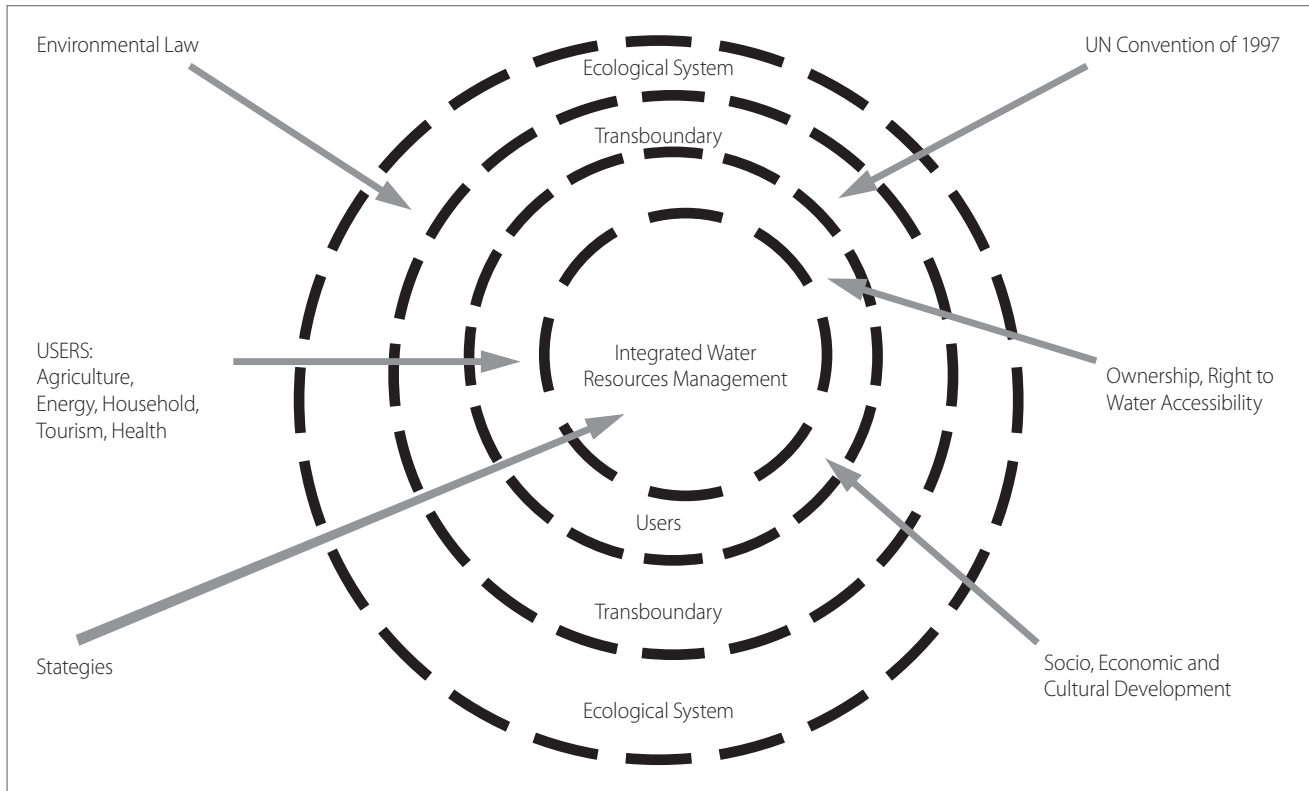 Environmental Law
UN Convention of 1997
Ecological System
Transboundary
USERS:
Agriculture,
Energy, Household,
Tourism, Health
Integrated Water
Resources Management
Ownership, Right to
Water Accessibility
Users
Transboundary
Stategies
Socio, Economic and
Cultural Development
Ecological System